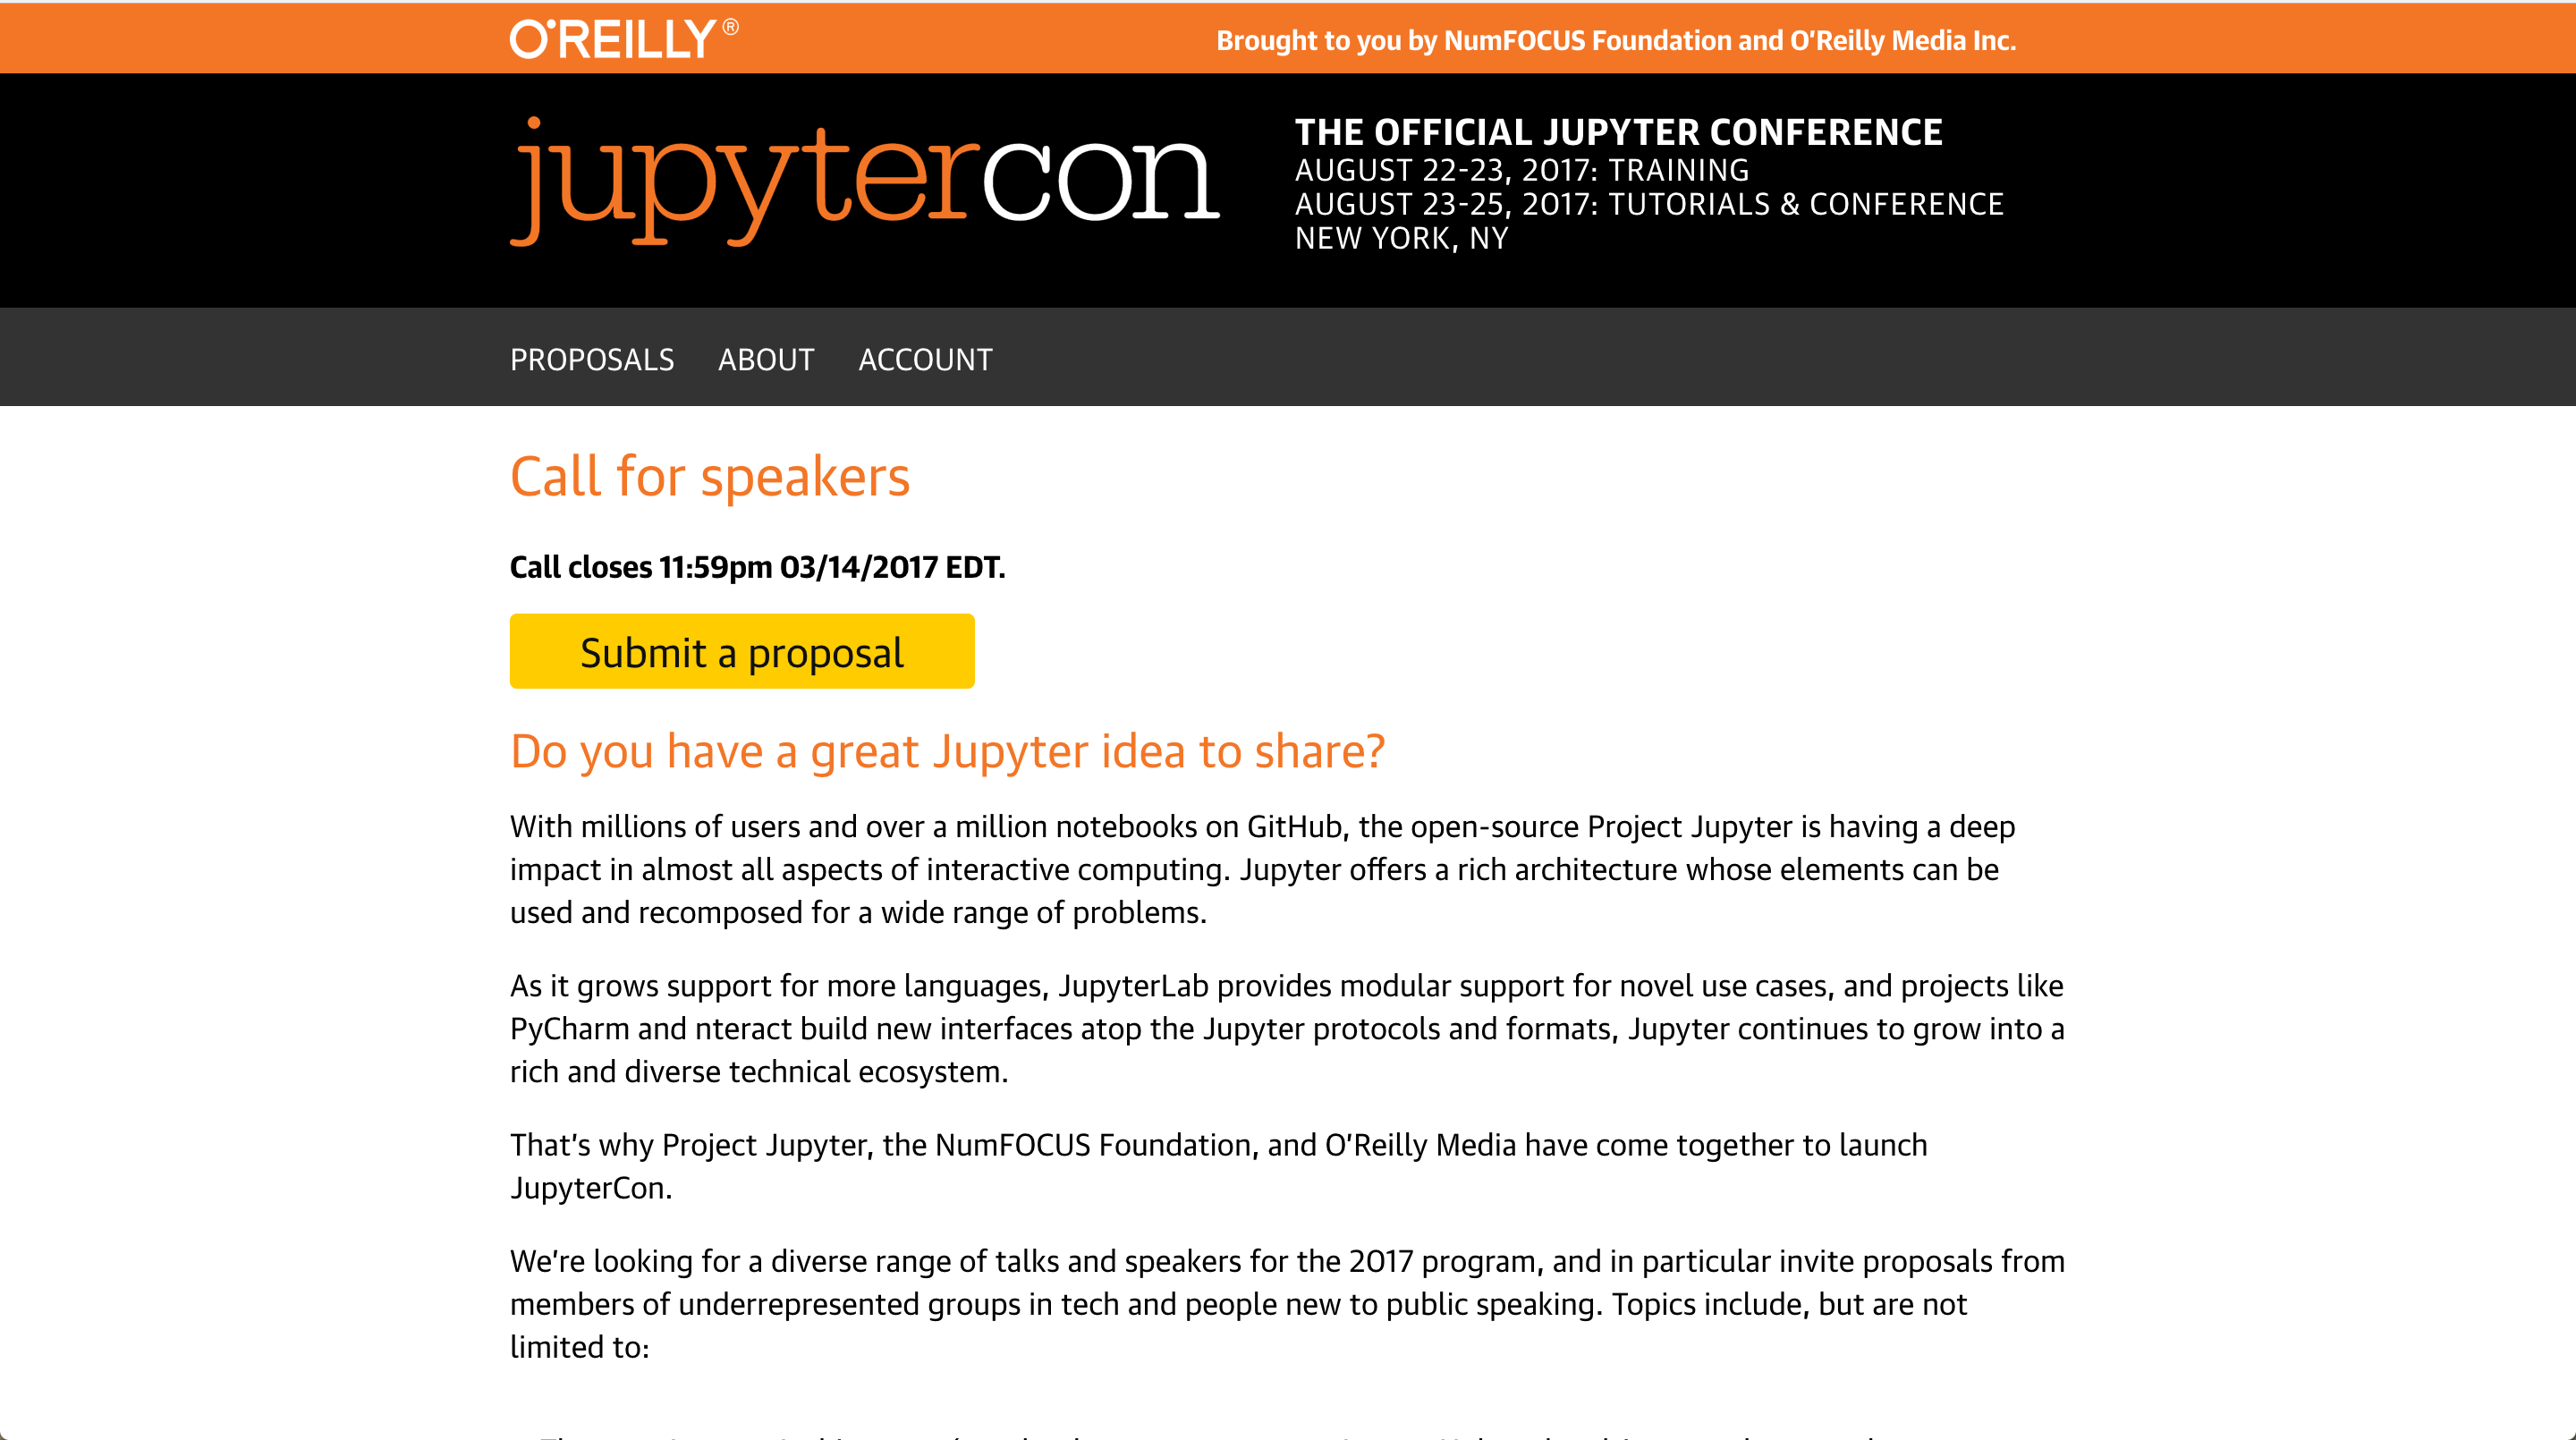 O'REILLY®
Brought to you by NumFOCUS Foundation and O'Reilly Media Inc.
jupytercon
THE OFFICIAL JUPYTER CONFERENCE
AUGUST 22-23, 2017: TRAINING
AUGUST 23-25, 2017: TUTORIALS & CONFERENCE
NEW YORK, NY
PROPOSALS ABOUT ACCOUNT
Call for speakers
Call closes 11:59pm 03/14/2017 EDT.
Submit a proposal
Do you have a great Jupyter idea to share?
With millions of users and over a million notebooks on GitHub, the open-source Project Jupyter is having a deep
impact in almost all aspects of interactive computing. Jupyter offers a rich architecture whose elements can be
used and recomposed for a wide range of problems.
As it grows support for more languages, JupyterLab provides modular support for novel use cases, and projects like
PyCharm and nteract build new interfaces atop the Jupyter protocols and formats, Jupyter continues to grow into a
rich and diverse technical ecosystem.
That's why Project Jupyter, the NumFOCUS Foundation, and O'Reilly Media have come together to launch
JupyterCon.
We're looking for a diverse range of talks and speakers for the 2017 program, and in particular invite proposals from
members of underrepresented groups in tech and people new to public speaking. Topics include, but are not
limited to: